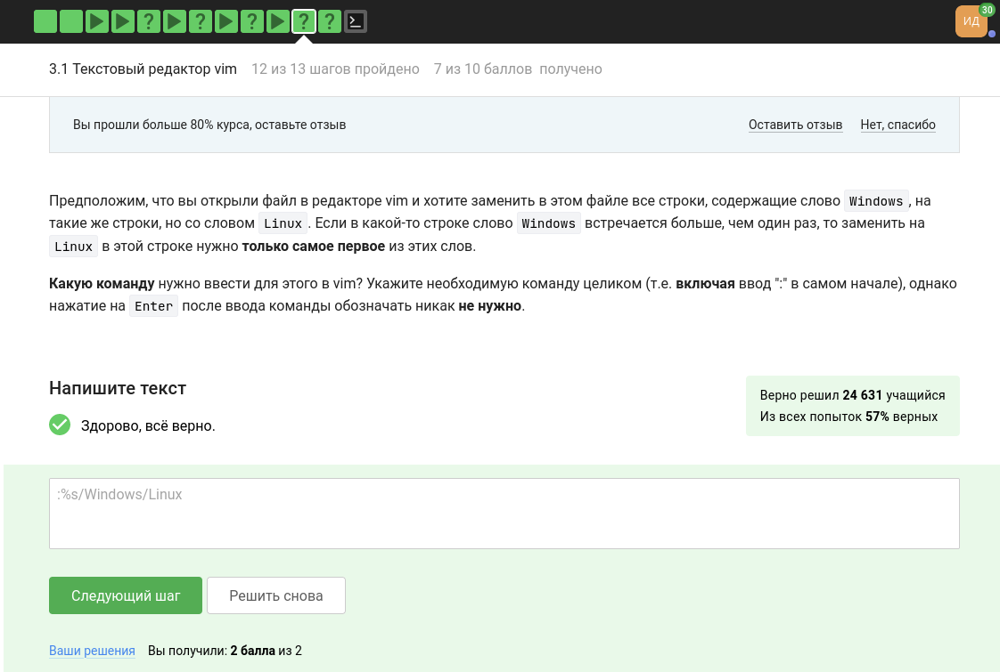 ? ? ? ? ?
ИД
30
3.1 Текстовый редактор vim 12 из 13 шагов пройдено 7 из 10 баллов получено
Вы прошли больше 80% курса, оставьте отзыв Оставить отзыв Нет, спасибо
Предположим, что вы открыли файл в редакторе vim и хотите заменить в этом файле все строки, содержащие слово Windows , на
такие же строки, но со словом Linux . Если в какой-то строке слово Windows встречается больше, чем один раз, то заменить на
Linux в этой строке нужно только самое первое из этих слов.
Какую команду нужно ввести для этого в vim? Укажите необходимую команду целиком (т.е. включая ввод ":" в самом начале), однако
нажатие на Enter после ввода команды обозначать никак не нужно.
Напишите текст
Здорово, всё верно.
Верно решил 24 631 учащийся
Из всех попыток 57% верных
:%s/Windows/Linux
Следующий шаг Решить снова
Ваши решения Вы получили: 2 балла из 2